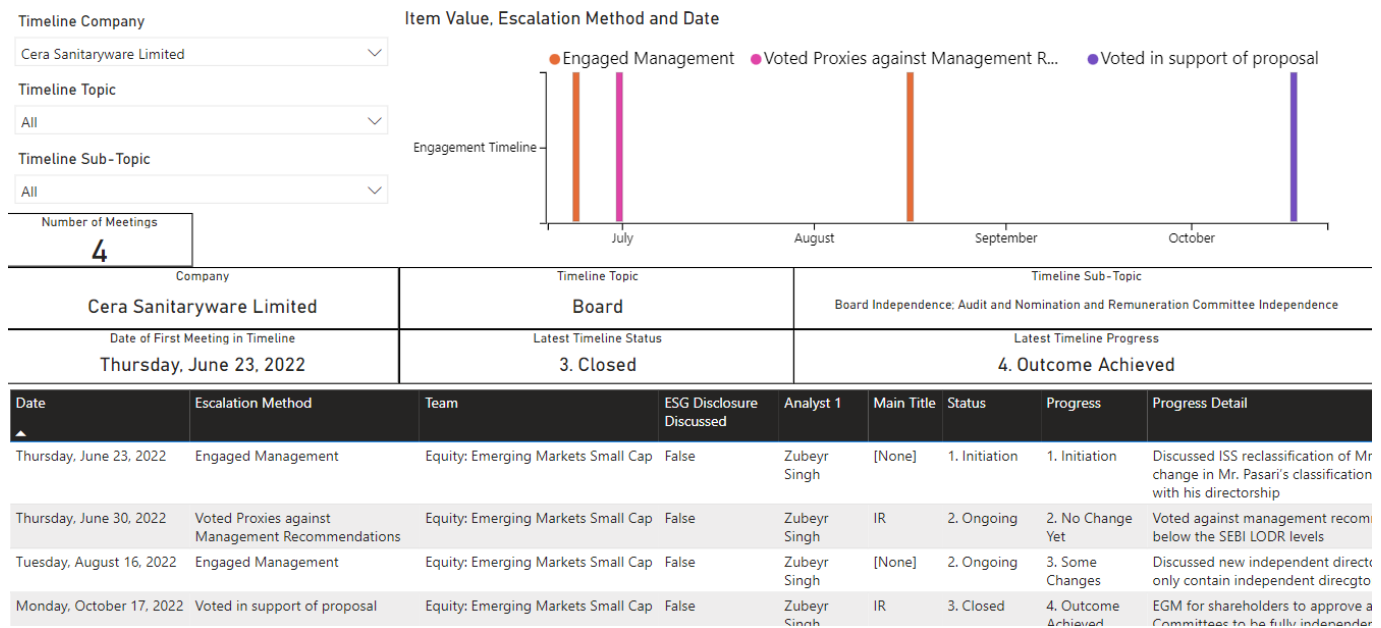 Timeline Company
Cera Sanitaryware Limited
Timeline Topic
All
Timeline Sub-Topic
All
Number of Meetings
4
Item Value, Escalation Method and Date
Engaged Management Voted Proxies against Management R... Voted in support of proposal
Engagement Timeline
July August September October
Company Timeline Topic Timeline Sub-Topic
Cera Sanitaryware Limited Board Board Independence; Audit and Nomination and Remuneration Committee Independence
Date of First Meeting in Timeline Latest Timeline Status Latest Timeline Progress
Thursday, June 23, 2022 3. Closed 4. Outcome Achieved
Date Escalation Method Team ESG Disclosure Analyst 1 Main Title Status Progress Progress Detail
Discussed
Thursday, June 23, 2022 Engaged Management Equity: Emerging Markets Small Cap False Zubeyr [None] 1. Initiation 1. Initiation Discussed ISS reclassification of Mr
Singh change in Mr. Pasari's classification
with his directorship
Thursday, June 30, 2022 Voted Proxies against Equity: Emerging Markets Small Cap False Zubeyr IR 2. Ongoing 2. No Change Voted against management recom
Management Recommendations Singh Yet below the SEBI LODR levels
Tuesday, August 16, 2022 Engaged Management Equity: Emerging Markets Small Cap False Zubeyr [None] 2. Ongoing 3. Some Discussed new independent directo
Singh Changes only contain independent direcgto
Monday, October 17, 2022 Voted in support of proposal Equity: Emerging Markets Small Cap False Zubeyr IR 3. Closed 4. Outcome EGM for shareholders to approve a
Singh Achieved Committees to be fully independen